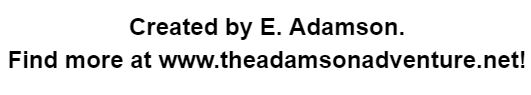 Created by E. Adamson.
Find more at www.theadamsonadventure.net!